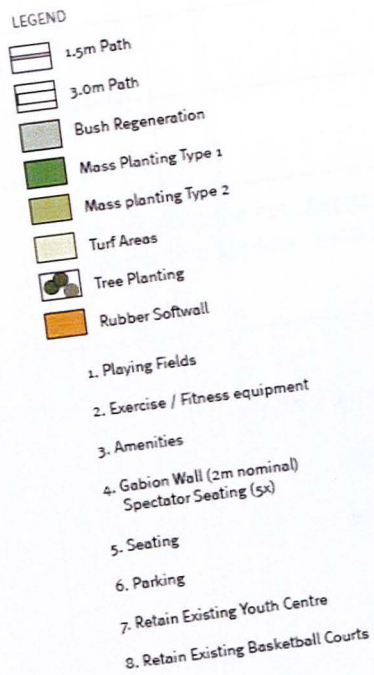 LEGEND
1.5m Path
3.0m Path
Bush Regeneration
Mass Planting Type 1
Mass planting Type 2
Turf Areas
Tree Planting
Rubber Softwall
1. Playing Fields
2. Exercise / Fitness equipment
3. Amenities
4. Gabion Wall (2m nominal)
Spectator Seating (5x)
5. Seating
6. Parking
7. Retain Existing Youth Centre
8. Retain Existing Basketball Courts